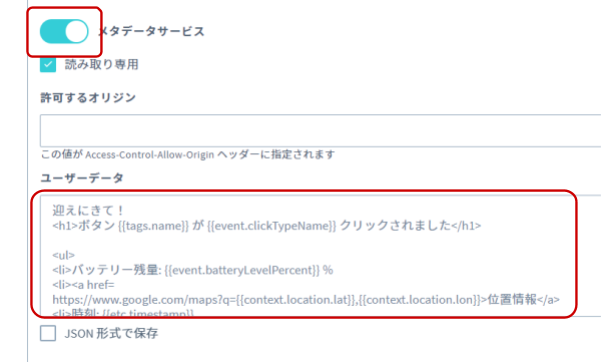 メタデータサービス
読み取り専用
許可するオリジン
この値が Access-Control-Allow-Origin ヘッダーに指定されます
ユーザーデータ
迎えにきて！
<h1>ボタン {{tags.name}} が {{event.clickTypeName}} クリックされました</h1>
<ul>
<li>バッテリー残量: {{event.batteryLevelPercent}} %
<li><a href=
https://www.google.com/maps?q={{context.location.lat}},{{context.location.lon}}>位置情報</a>
<li>時刻: {{etc.timestamp}}
JSON 形式で保存